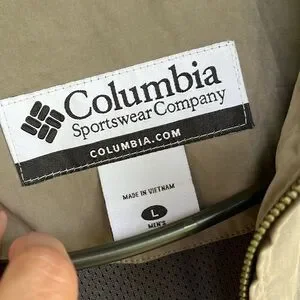 Columbia
Sportswear Company
COLUMBIA.COM
MADE IN VIETNAM
L
MEN'S